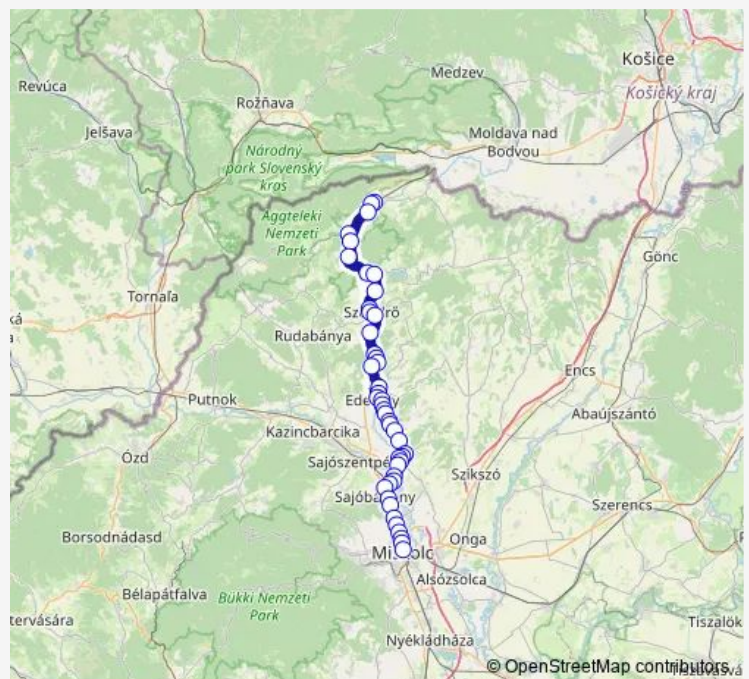 Revúca
Medzev
Košice
Košický kraj
Rožňava
Jelšava
Moldava nad
Bodvou
Národný
park Slovenský
kras
Aggteleki
Nemzeti
Park
Gönc
Tornaľa
Rudabánya
Encs
Putnok
Abaújszántó
Kazincbarcika
Ózd
Szikszó
Szerencs
Borsodnádasd
Onga
Alsózsolca
Bélapátfalva
Bükki Nemzeti
Park
Tiszalök
Nyékládháza
© OpenStreetMap contributors